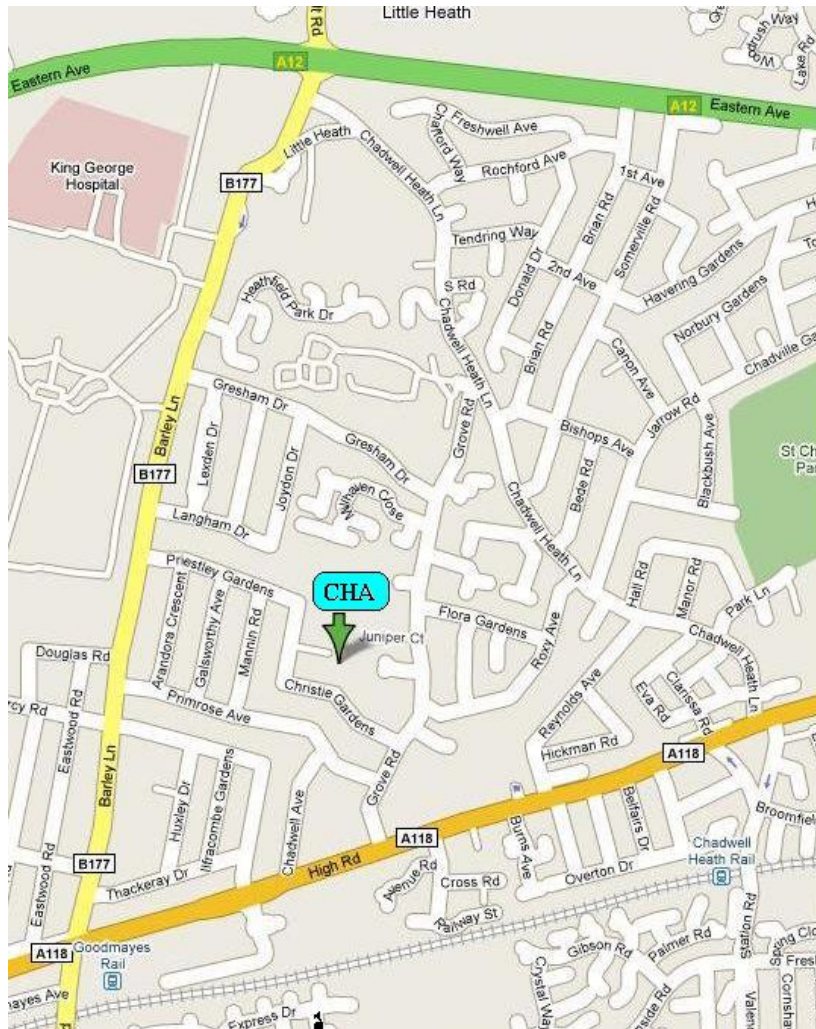 Little Heath
A12
Eastern Ave
A12
Eastern Ave
Lake Rd
King George
Hospital
B177
Little Heath
Chadwell Heath Ln
Chafford Way
Freshwell Ave
Rochford Ave
1st Ave
Brian Rd
Somerville Rd
Tendring Way
Donald Dr
2nd Ave
Havering Gardens
S Rd
Heathfield
Park Dr
Norbury Gardens
Chadwell Heath Ln
Brian Rd
Canon Ave
Jarrow Rd
Barley Ln
Gresham Dr
Grove Rd
Bishops Ave
Blackbush Ave
B177
Lexden Dr
Joydon Dr
Gresham Dr
Bede Rd
Langham Dr
Chadwell Heath Ln
Priestley Gardens
CHA
Juniper Ct
Flora Gardens
Roxy Ave
Hall Rd
Manor Rd
Park Ln
Chadwell Heath Ln
Arandora Crescent
Galsworthy Ave
Mannin Rd
Douglas Rd
Eastwood Rd
Primrose Ave
Christie Gardens
Reynolds Ave
Eva Rd
Clarissa Rd
Hickman Rd
A118
Barley Ln
Huxley Dr
Ilfracombe Gardens
Chadwell Ave
Grove Rd
A118
High Rd
Burns Ave
Belfairs Dr
Chadwell
Heath Rail
B177
Thackeray Dr
Eastwood Rd
Avenue Rd
Cross Rd
Railway St
Overton Dr
Station Rd
A118
Goodmayes
Rail
Express Dr
Crystal Way
Gibson Rd
Palmer Rd